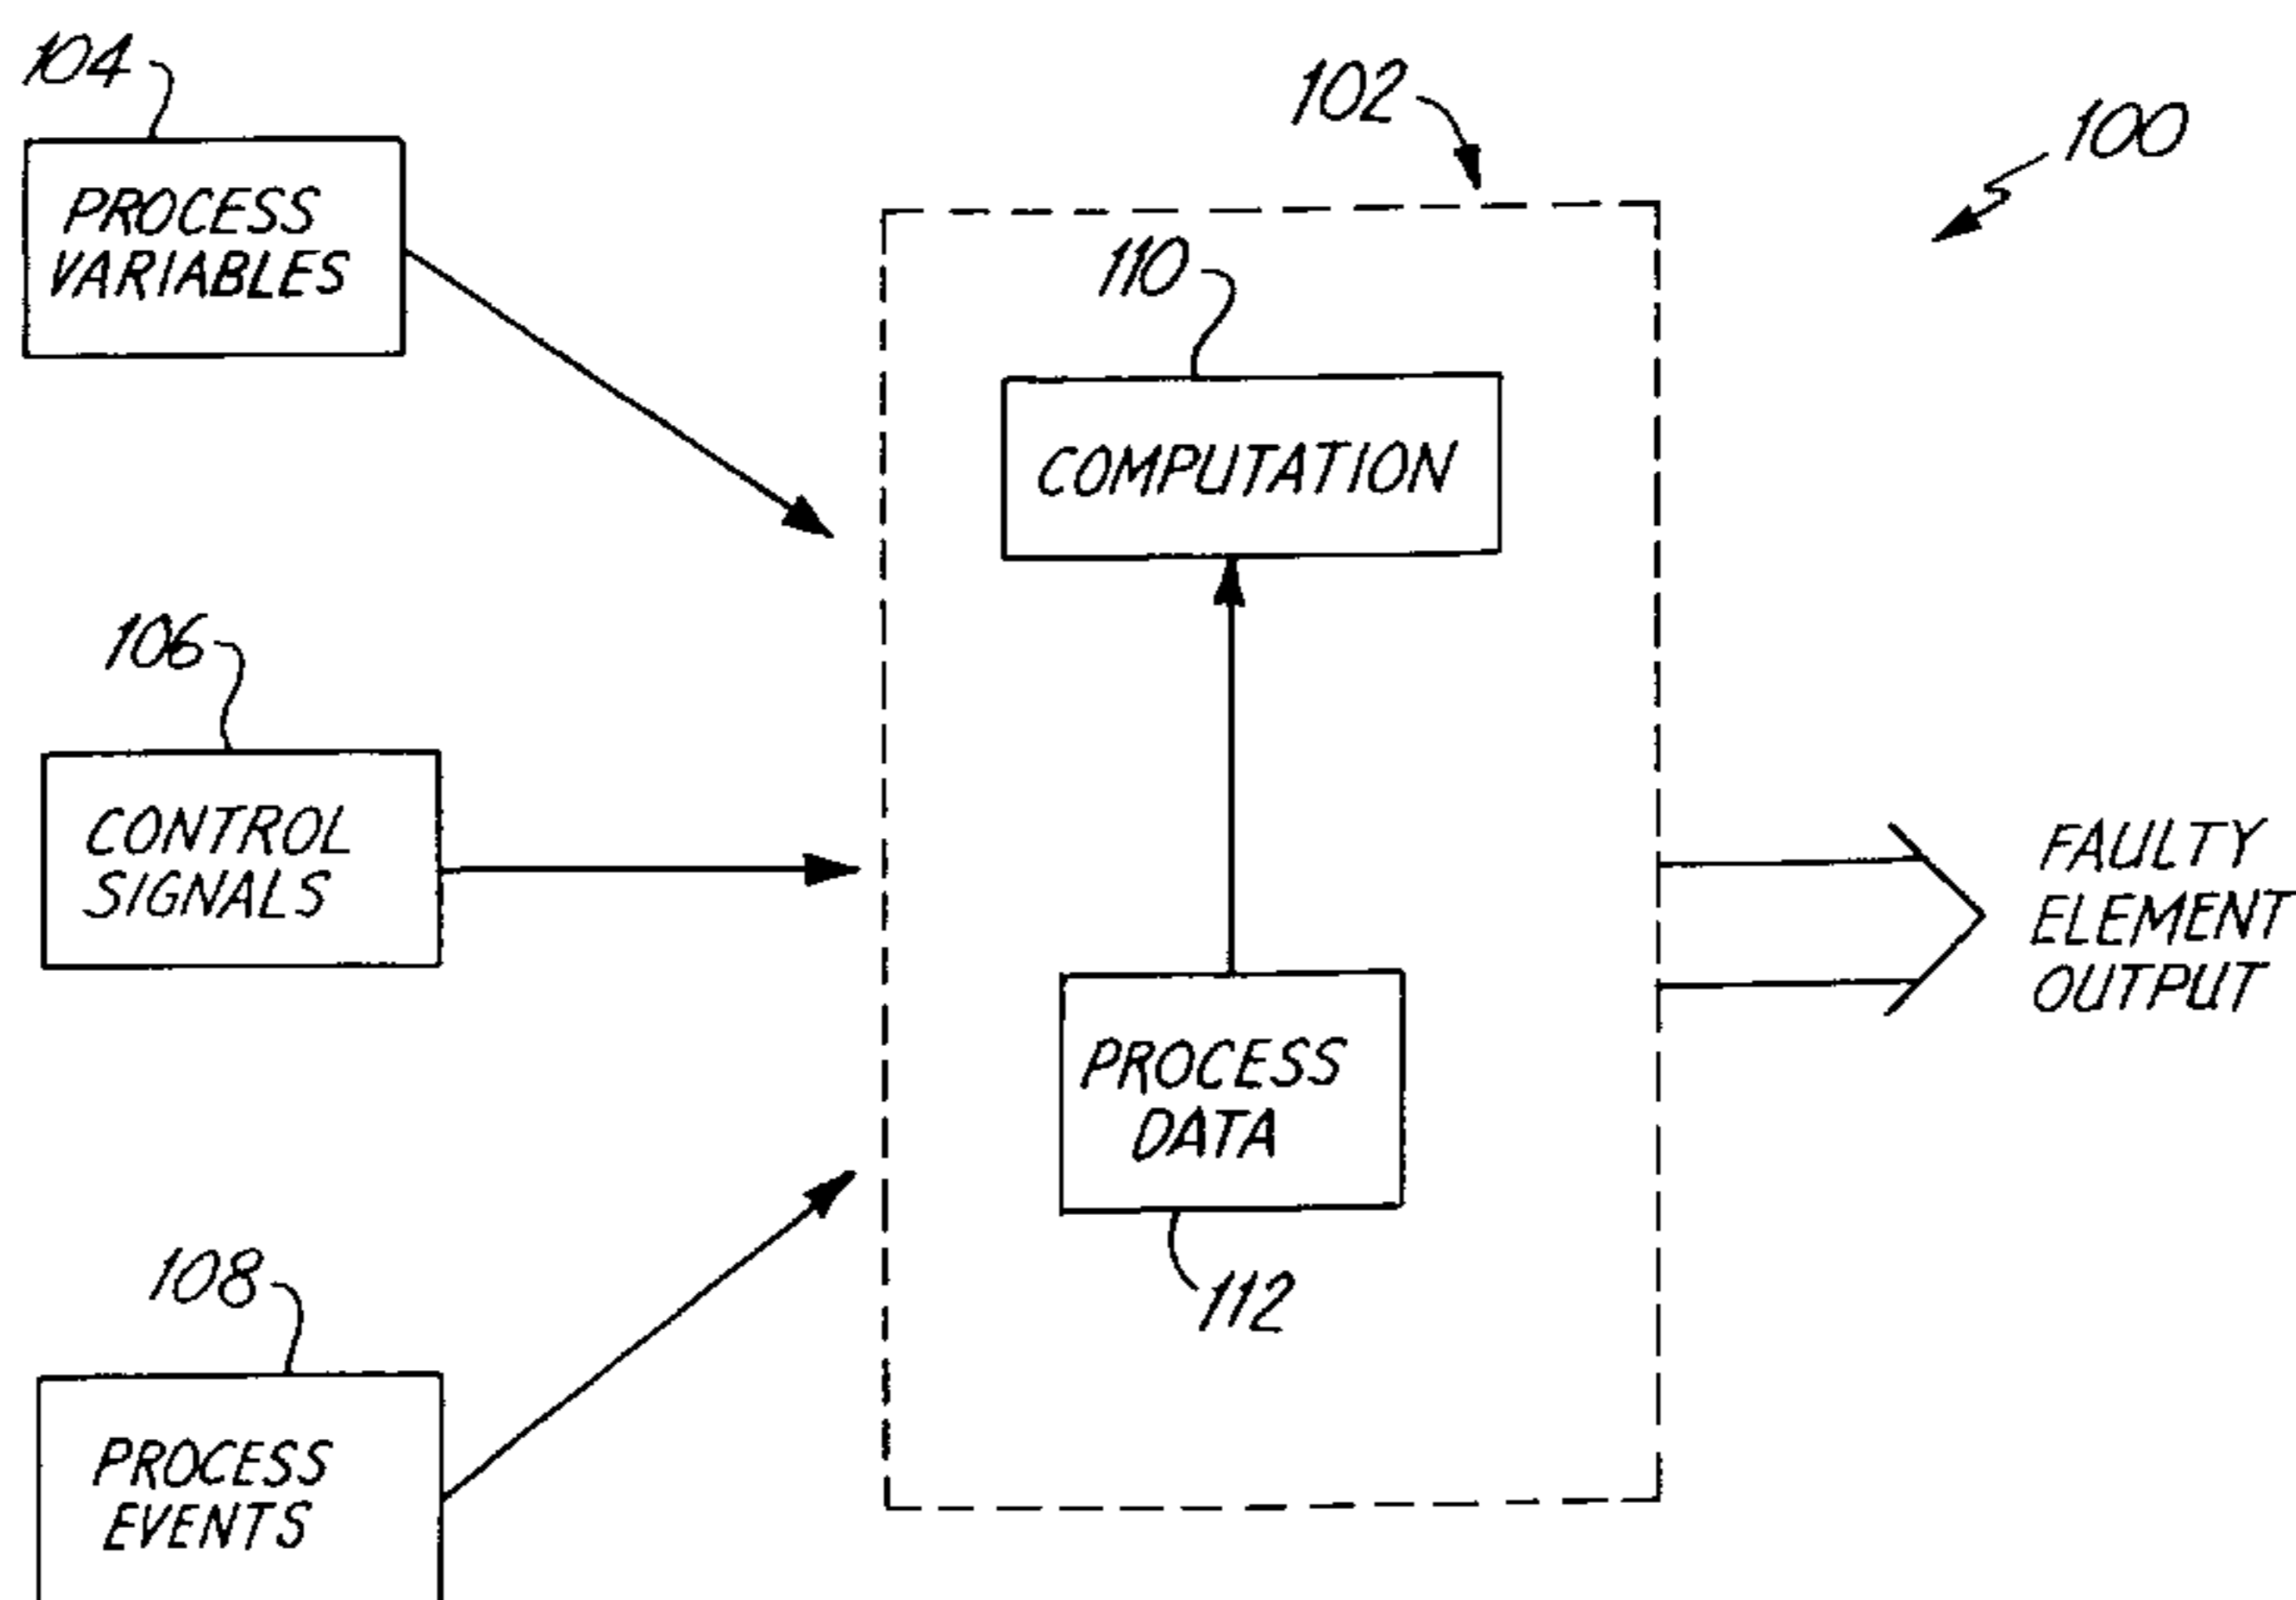 104
PROCESS
VARIABLES
102
100
110
COMPUTATION
106
CONTROL
SIGNALS
FAULTY
ELEMENT
OUTPUT
PROCESS
DATA
112
108
PROCESS
EVENTS